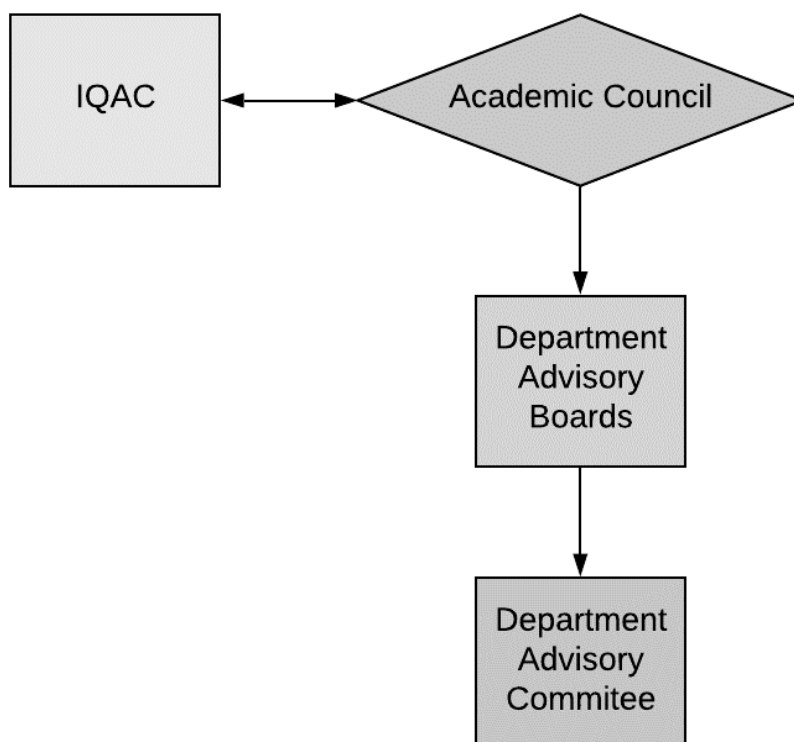 IQAC
Academic Council
Department
Advisory
Boards
Department
Advisory
Commitee